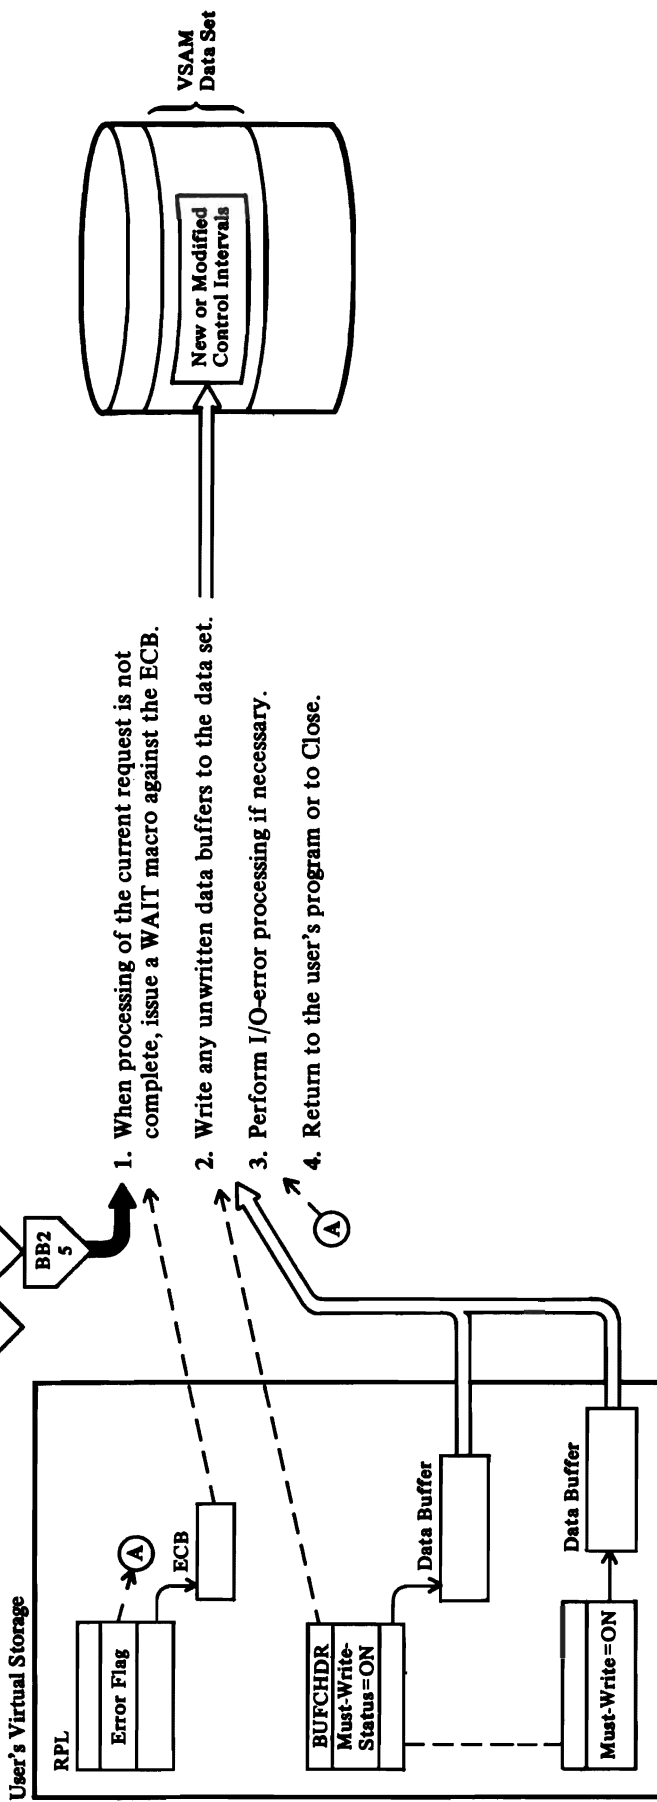 User's Virtual Storage
RPL
Error Flag
A
ECB
BUFCHDR
Must-Write-
Status=ON
Data Buffer
Must-Write=ON
Data Buffer
BB2
5
1. When processing of the current request is not
complete, issue a WAIT macro against the ECB.
2. Write any unwritten data buffers to the data set.
3. Perform I/O-error processing if necessary.
A
4. Return to the user's program or to Close.
New or Modified
Control Intervals
VSAM
Data Set